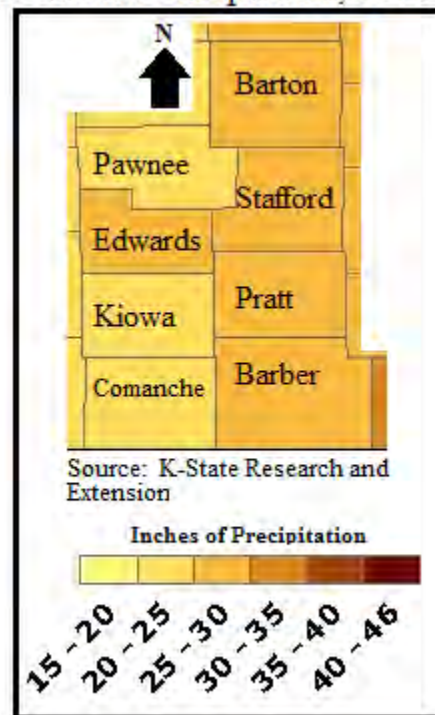 N
Barton
Pawnee
Stafford
Edwards
Pratt
Kiowa
Barber
Comanche
Source: K-State Research and
Extension
Inches of Precipitation
15 - 20
20 - 25
25 - 30
30 - 35
35 - 40
40 - 46